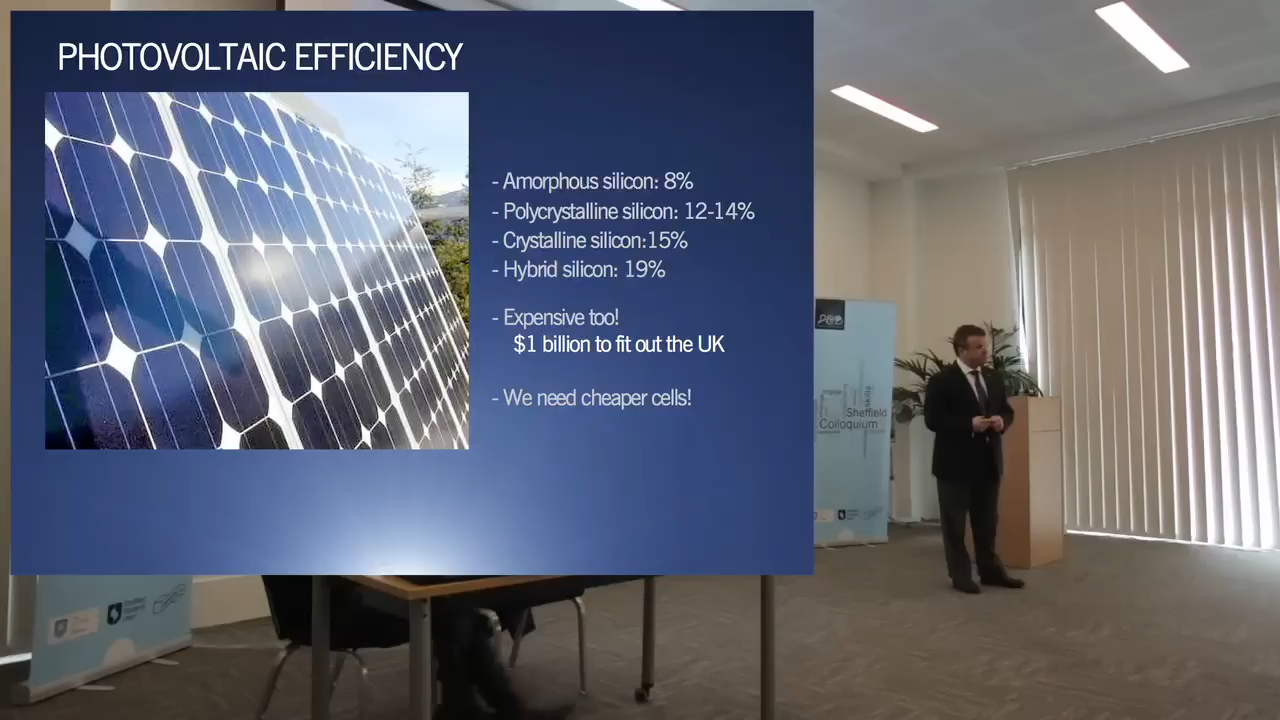 PHOTOVOLTAIC EFFICIENCY
- Amorphous silicon: 8%
- Polycrystalline silicon: 12-14%
- Crystalline silicon:15%
- Hybrid silicon: 19%
- Expensive too!
$1 billion to fit out the UK
- We need cheaper cells!
skills
Sheffield
Colloquium